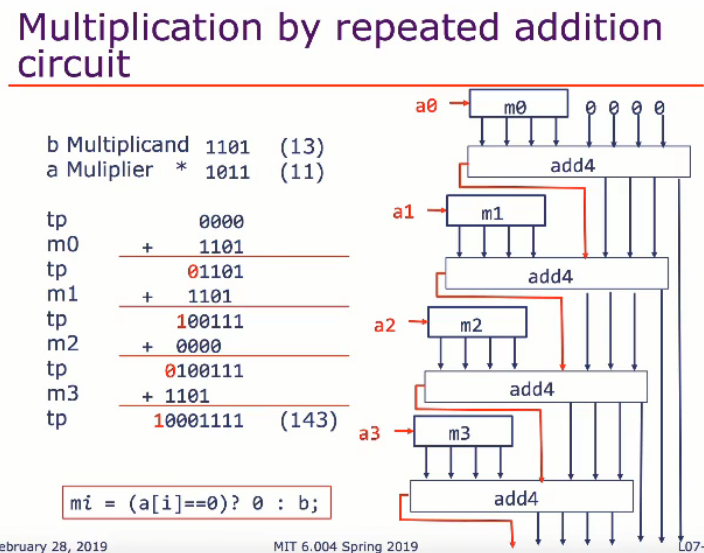 Multiplication by repeated addition
circuit
b Multiplicand 1101 (13)
a Muliplier * 1011 (11)
tp 0000
m0 + 1101
tp 01101
m1 + 1101
tp 100111
m2 + 0000
tp 0100111
m3 + 1101
tp 10001111 (143)
mi = (a[i]==0)? 0 : b;
a0 m0 0 0 0 0
add4
a1 m1
add4
a2 m2
add4
a3 m3
add4
ebruary 28, 2019
MIT 6.004 Spring 2019
L07-